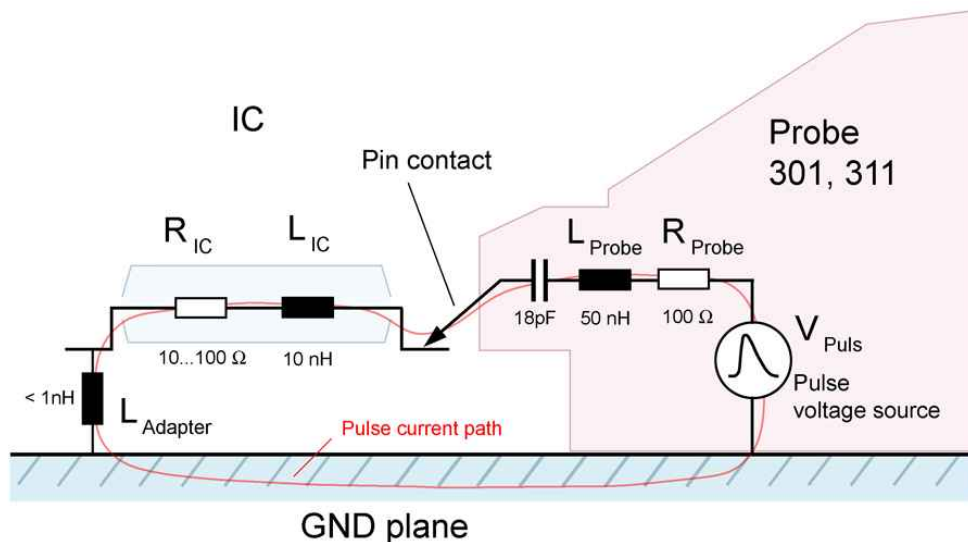 IC
Probe
301, 311
Pin contact
R IC
L IC
L Probe
R Probe
18pF
50 nH
100 Ω
10...100 Ω
10 nH
V Puls
Pulse
voltage source
< 1nH
L Adapter
Pulse current path
GND plane